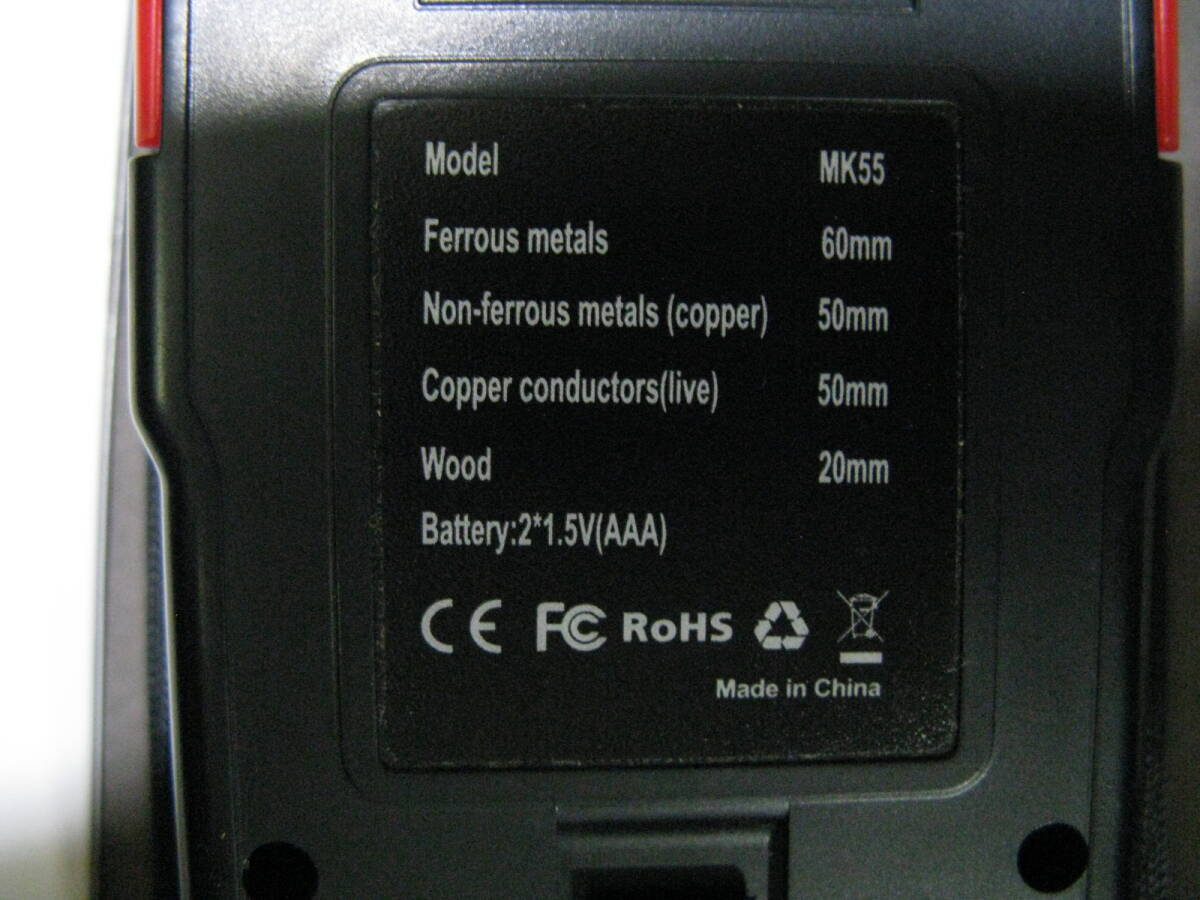 Model MK55
Ferrous metals 60mm
Non-ferrous metals (copper) 50mm
Copper conductors(live) 50mm
Wood 20mm
Battery:2*1.5V(AAA)
CE FC RoHS
Made in China